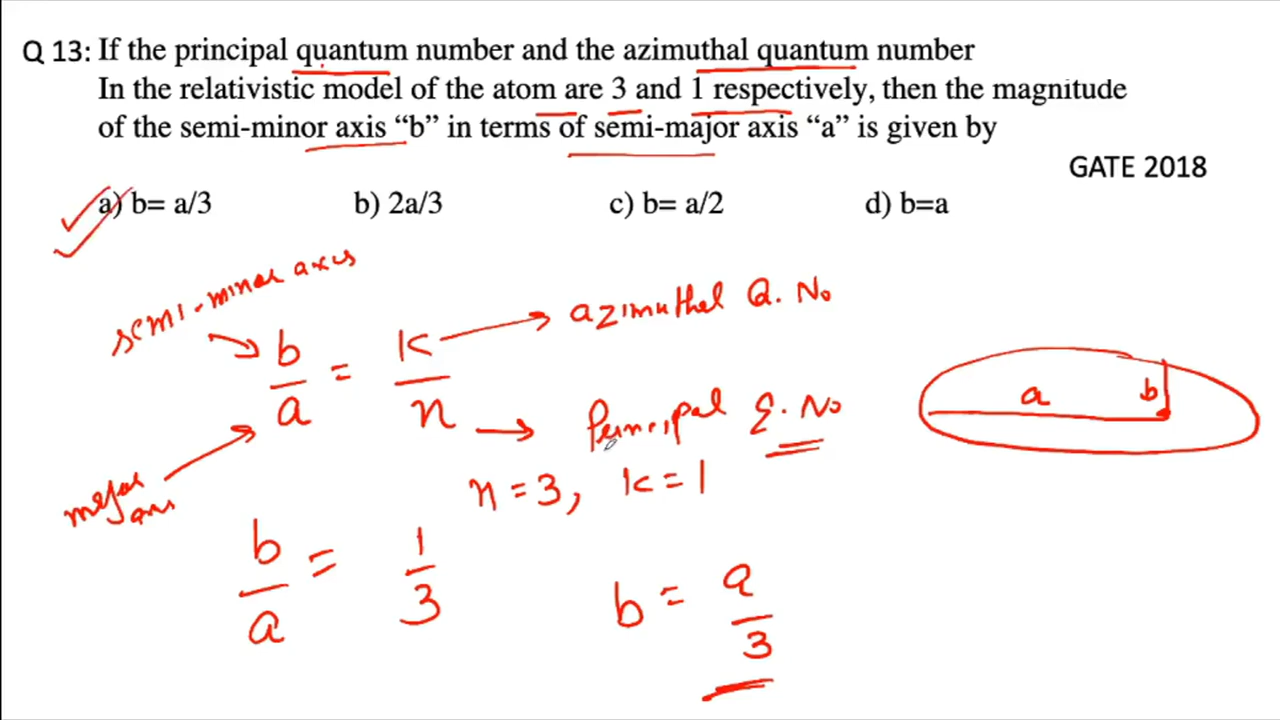 Q 13: If the principal quantum number and the azimuthal quantum number
In the relativistic model of the atom are 3 and 1 respectively, then the magnitude
of the semi-minor axis “b” in terms of semi-major axis “a” is given by
GATE 2018
a) b= a/3 b) 2a/3 c) b= a/2 d) b=a
semi-minor axis
b/a = k/n
azimuthal Q. No
Principal Q. No
major axis
a b
n = 3, k = 1
b/a = 1/3
b = a/3